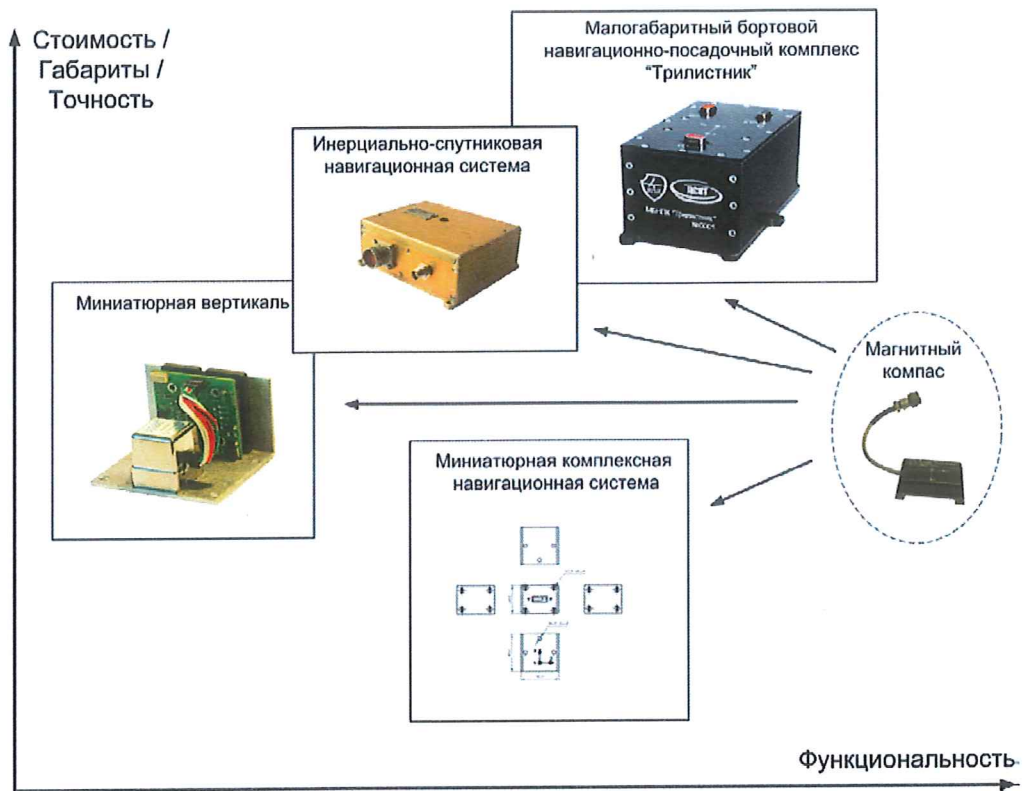 Стоимость /
Габариты /
Точность
Малогабаритный бортовой
навигационно-посадочный комплекс
“Трилистник”
Инерциально-спутниковая
навигационная система
Миниатюрная вертикаль
Магнитный
компас
Миниатюрная комплексная
навигационная система
Функциональность